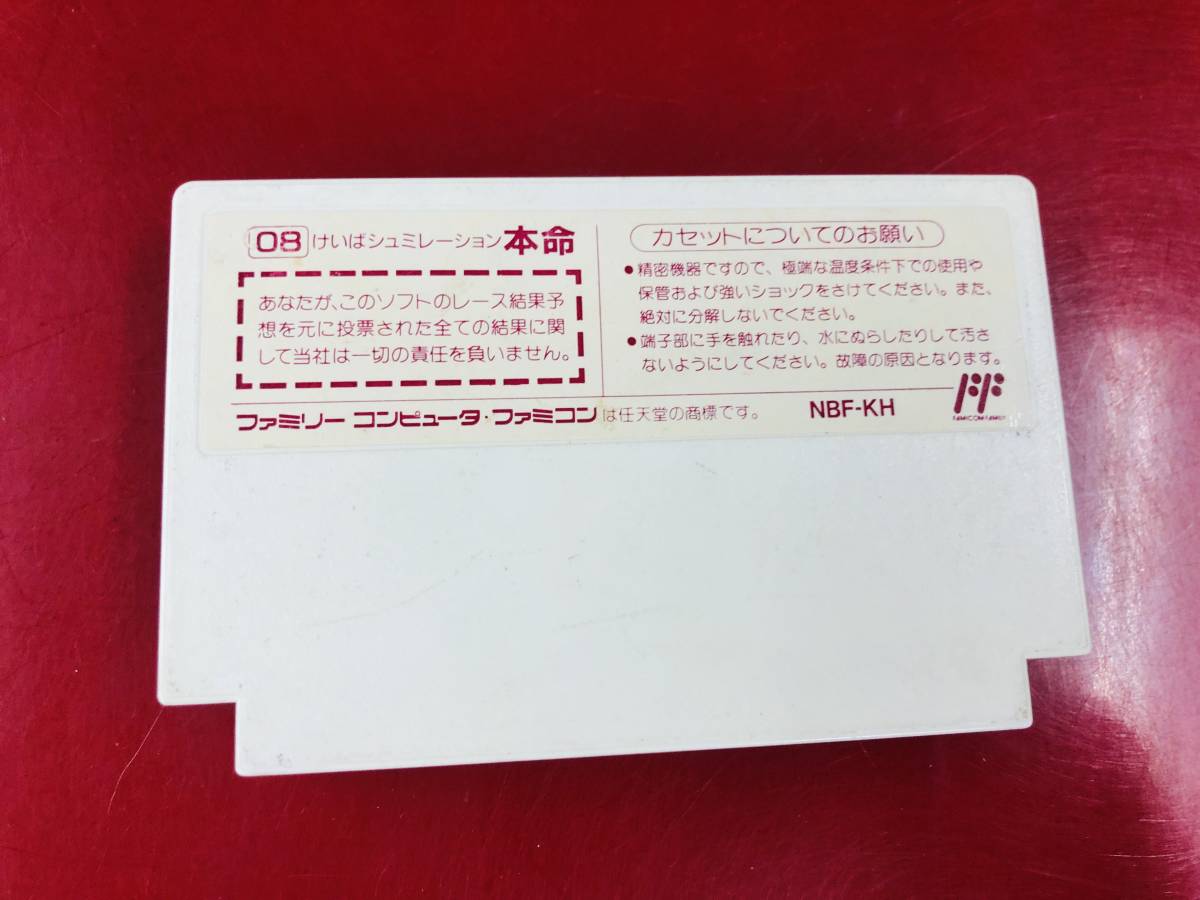 08 けいばシュミレーション 本命
あなたが、このソフトのレース結果予
想を元に投票された全ての結果に関
して当社は一切の責任を負いません。
カセットについてのお願い
●精密機器ですので、極端な温度条件下での使用や
保管および強いショックをさけてください。また、
絶対に分解しないでください。
●端子部に手を触れたり、水にぬらしたりして汚さ
ないようにしてください。故障の原因となります。
ファミリー コンピュータ・ファミコンは任天堂の商標です。 NBF-KH
FAMICOM FAMILY